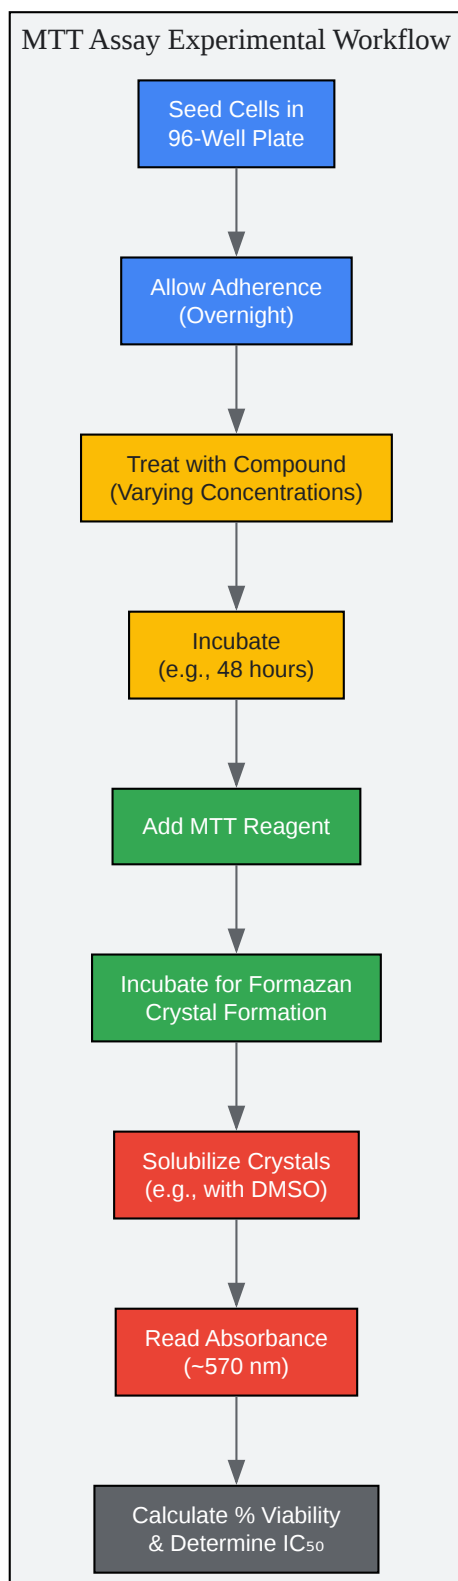 MTT Assay Experimental Workflow
Seed Cells in
96-Well Plate
Allow Adherence
(Overnight)
Treat with Compound
(Varying Concentrations)
Incubate
(e.g., 48 hours)
Add MTT Reagent
Incubate for Formazan
Crystal Formation
Solubilize Crystals
(e.g., with DMSO)
Read Absorbance
(~570 nm)
Calculate % Viability
& Determine IC₅₀